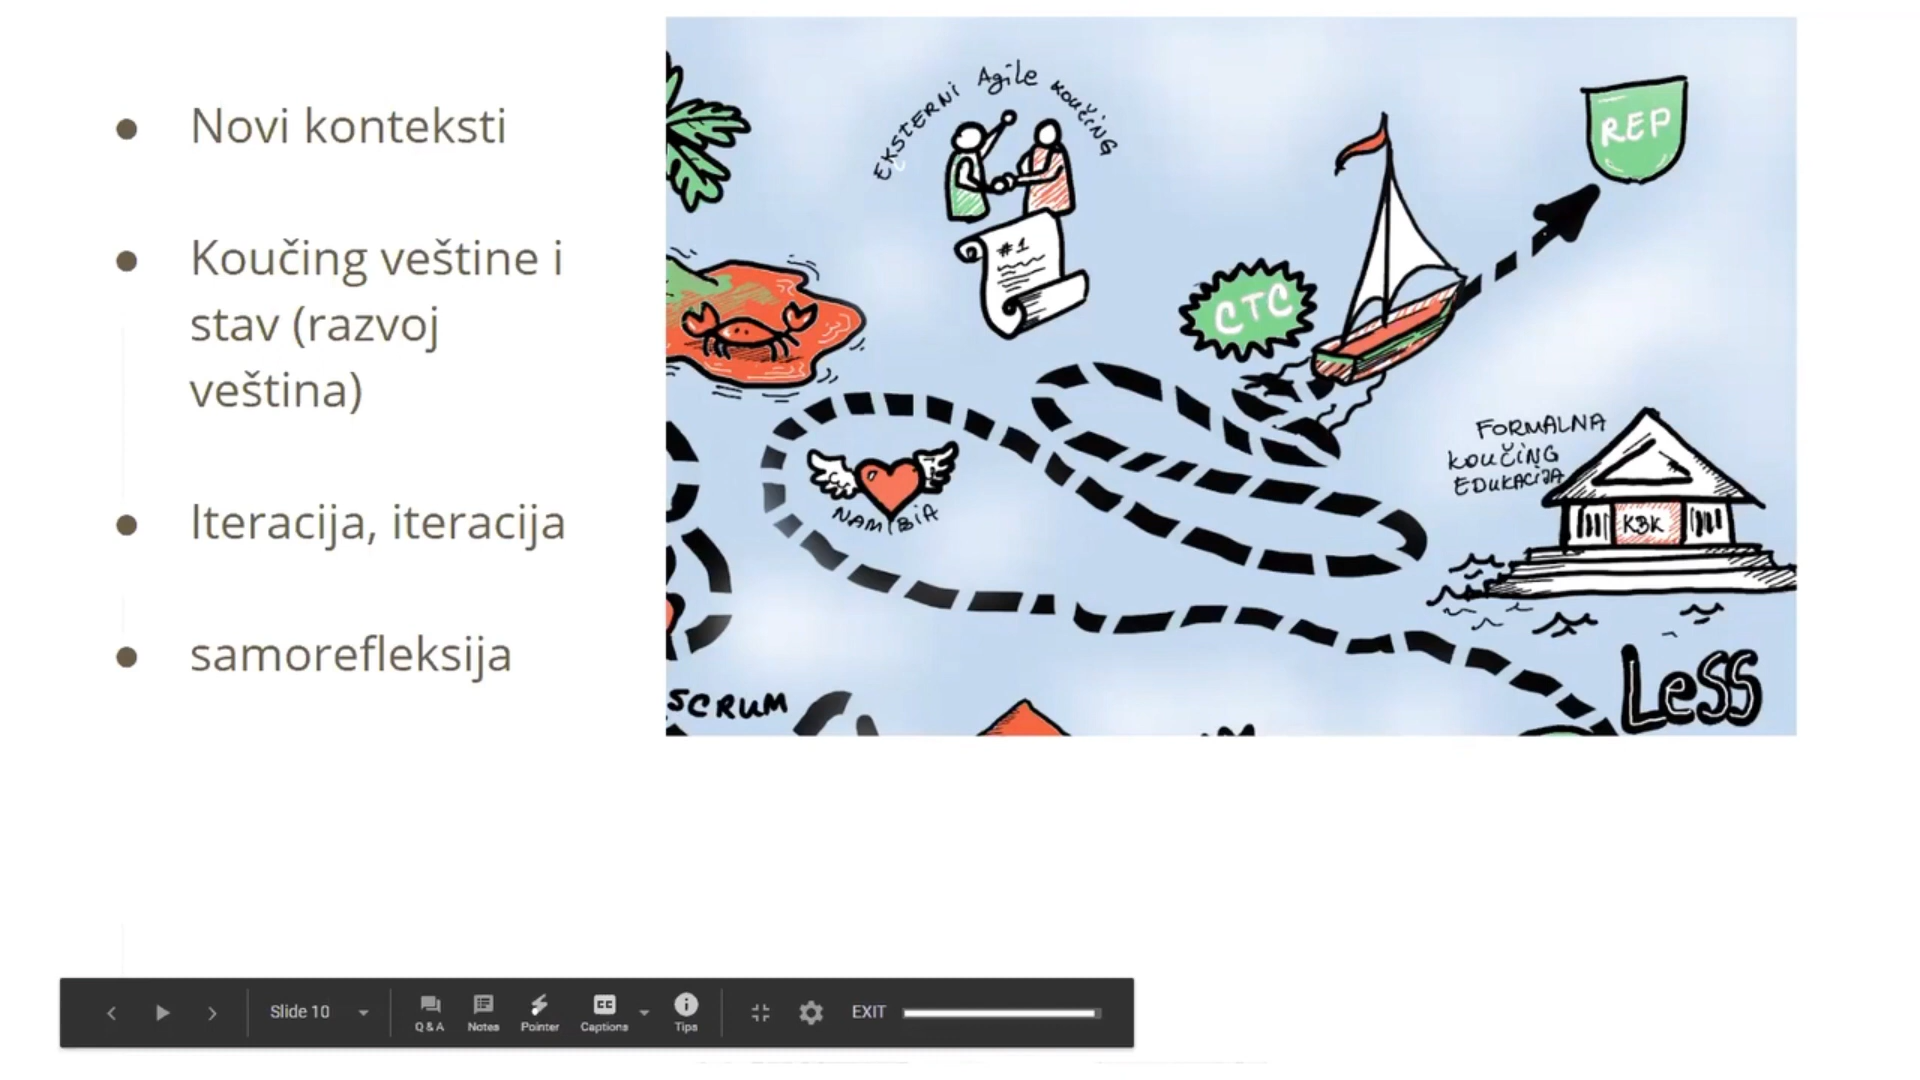 Novi konteksti
Koučing veštine i
stav (razvoj
veština)
Iteracija, iteracija
samorefleksija
EKSTERNI Agile KOUČING
#1
REP
CTC
NAMIBIA
FORMALNA
KOUČING
EDUKACIJA
KBK
LeSS
SCRUM
Slide 10
Q & A
Notes
Pointer
CC
Captions
Tips
EXIT